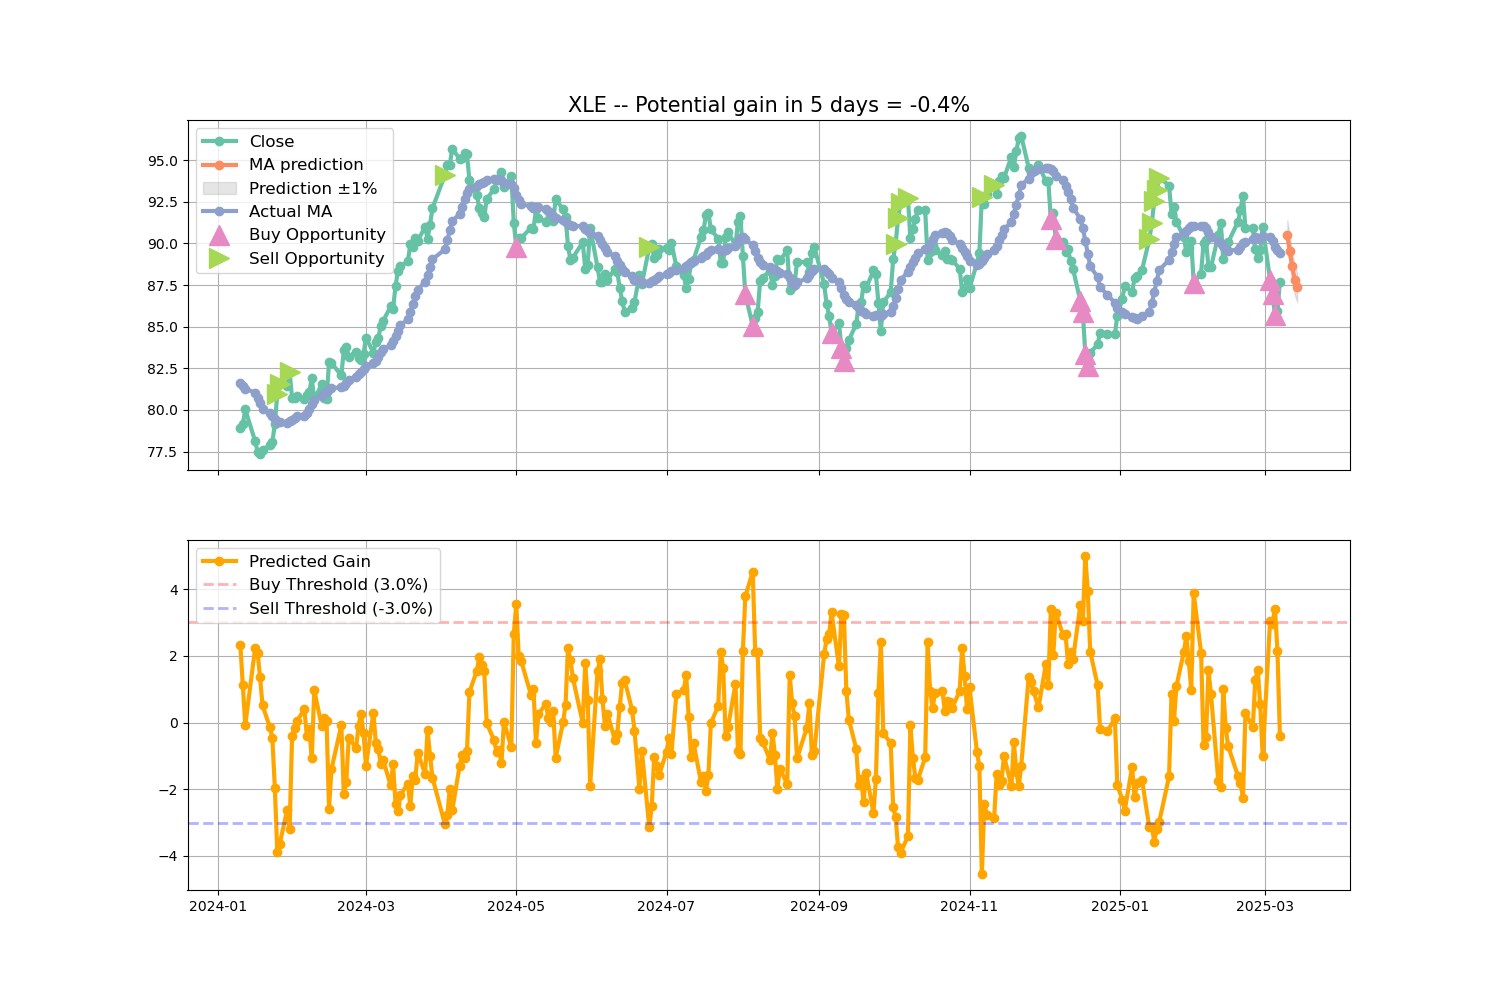 XLE -- Potential gain in 5 days = -0.4%
Close
MA prediction
Prediction ±1%
Actual MA
Buy Opportunity
Sell Opportunity
95.0
92.5
90.0
87.5
85.0
82.5
80.0
77.5
Predicted Gain
Buy Threshold (3.0%)
Sell Threshold (-3.0%)
4
2
0
−2
−4
2024-01 2024-03 2024-05 2024-07 2024-09 2024-11 2025-01 2025-03